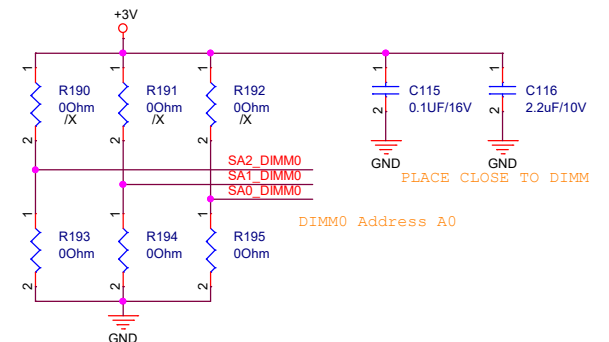 +3V
1 1 1 1 1
R190 R191 R192 C115 C116
0Ohm 0Ohm 0Ohm 0.1UF/16V 2.2uF/10V
/X /X /X
2 2 2 2 2
SA2_DIMM0 GND GND
SA1_DIMM0 PLACE CLOSE TO DIMM
SA0_DIMM0
DIMM0 Address A0
1 1 1
R193 R194 R195
0Ohm 0Ohm 0Ohm
2 2 2
GND